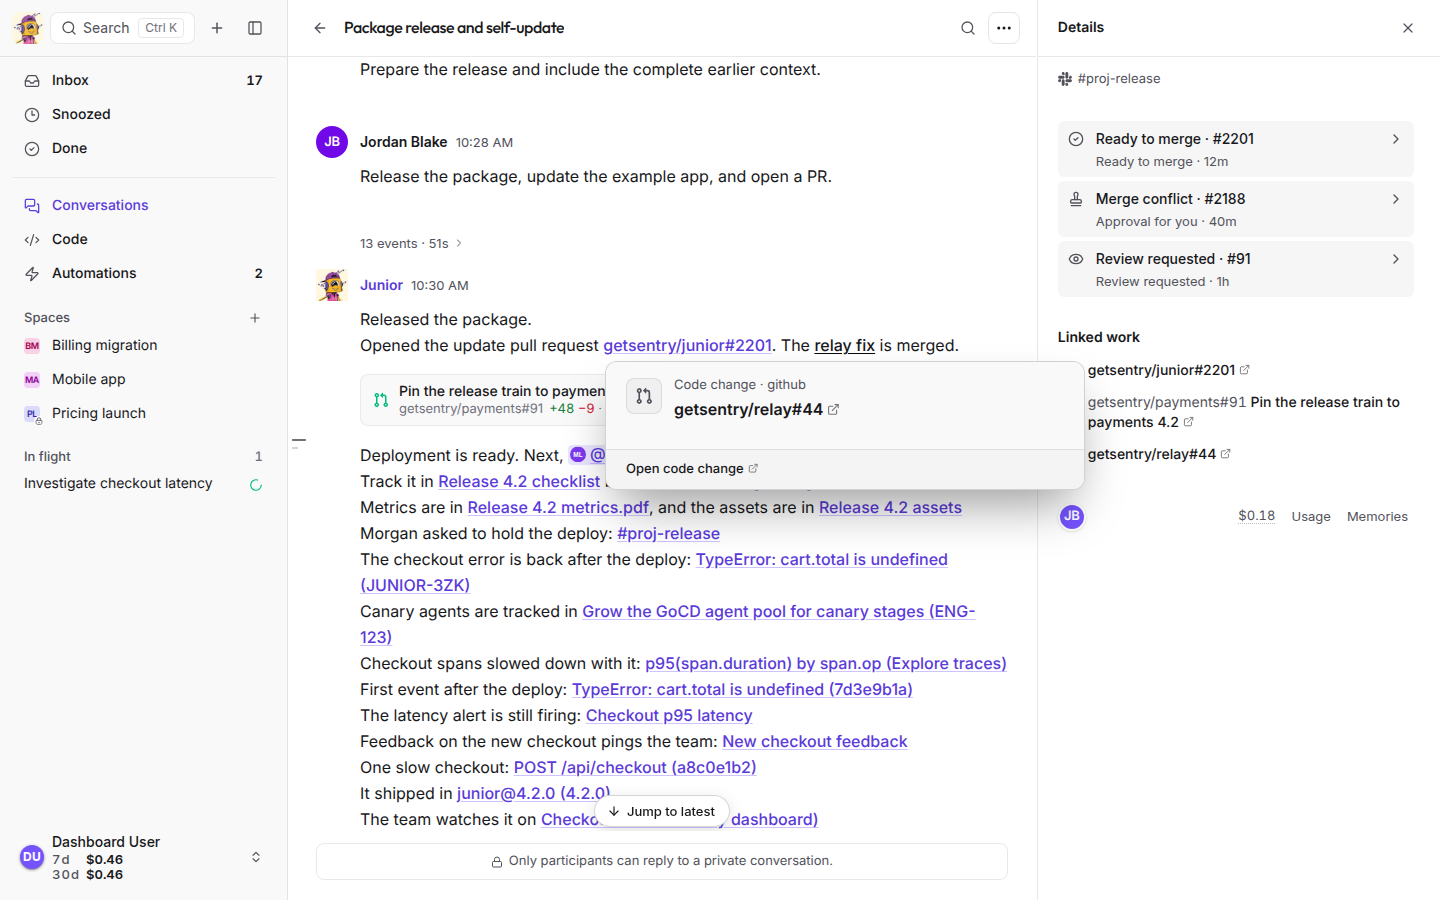 Search Ctrl K
Inbox 17
Snoozed
Done
Conversations
Code
Automations 2
Spaces
BM Billing migration
MA Mobile app
PL Pricing launch
In flight 1
Investigate checkout latency
DU Dashboard User
7d $0.46
30d $0.46
Package release and self-update
Prepare the release and include the complete earlier context.
JB Jordan Blake 10:28 AM
Release the package, update the example app, and open a PR.
13 events · 51s
Junior 10:30 AM
Released the package.
Opened the update pull request getsentry/junior#2201. The relay fix is merged.
Pin the release train to paymen
getsentry/payments#91 +48 −9 ·
Code change · github
getsentry/relay#44
Open code change
Deployment is ready. Next, ML @
Track it in Release 4.2 checklist
Metrics are in Release 4.2 metrics.pdf, and the assets are in Release 4.2 assets
Morgan asked to hold the deploy: #proj-release
The checkout error is back after the deploy: TypeError: cart.total is undefined
(JUNIOR-3ZK)
Canary agents are tracked in Grow the GoCD agent pool for canary stages (ENG-
123)
Checkout spans slowed down with it: p95(span.duration) by span.op (Explore traces)
First event after the deploy: TypeError: cart.total is undefined (7d3e9b1a)
The latency alert is still firing: Checkout p95 latency
Feedback on the new checkout pings the team: New checkout feedback
One slow checkout: POST /api/checkout (a8c0e1b2)
It shipped in junior@4.2.0 (4.2.0)
The team watches it on Checko dashboard)
Jump to latest
Only participants can reply to a private conversation.
Details
#proj-release
Ready to merge · #2201
Ready to merge · 12m
Merge conflict · #2188
Approval for you · 40m
Review requested · #91
Review requested · 1h
Linked work
getsentry/junior#2201
getsentry/payments#91 Pin the release train to
payments 4.2
getsentry/relay#44
JB $0.18 Usage Memories